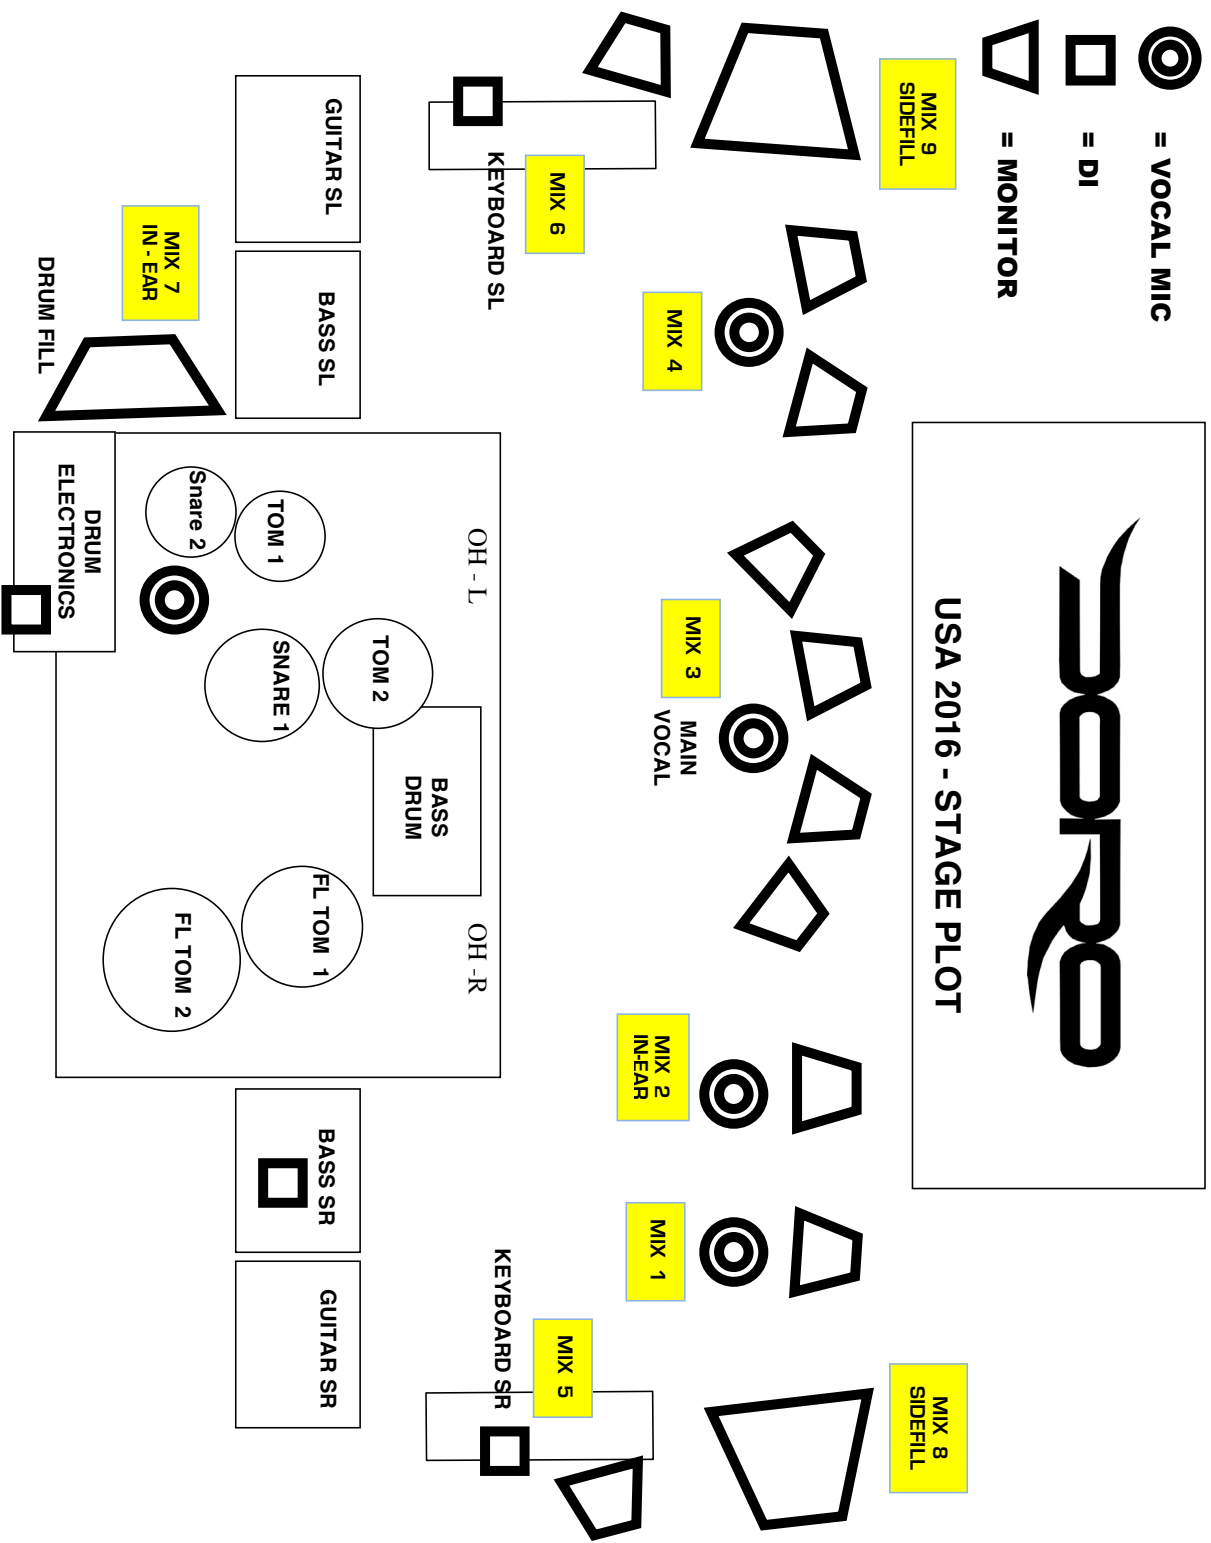 = VOCAL MIC
= DI
= MONITOR
DORO
USA 2016 - STAGE PLOT
MIX 9
SIDEFILL
MIX 8
SIDEFILL
MIX 4
MIX 3
MAIN
VOCAL
MIX 2
IN-EAR
MIX 1
MIX 6
KEYBOARD SL
MIX 5
KEYBOARD SR
OH - L
OH -R
GUITAR SL
BASS SL
TOM 2
BASS
DRUM
TOM 1
SNARE 1
FL TOM 1
BASS SR
GUITAR SR
Snare 2
FL TOM 2
MIX 7
IN - EAR
DRUM FILL
DRUM
ELECTRONICS